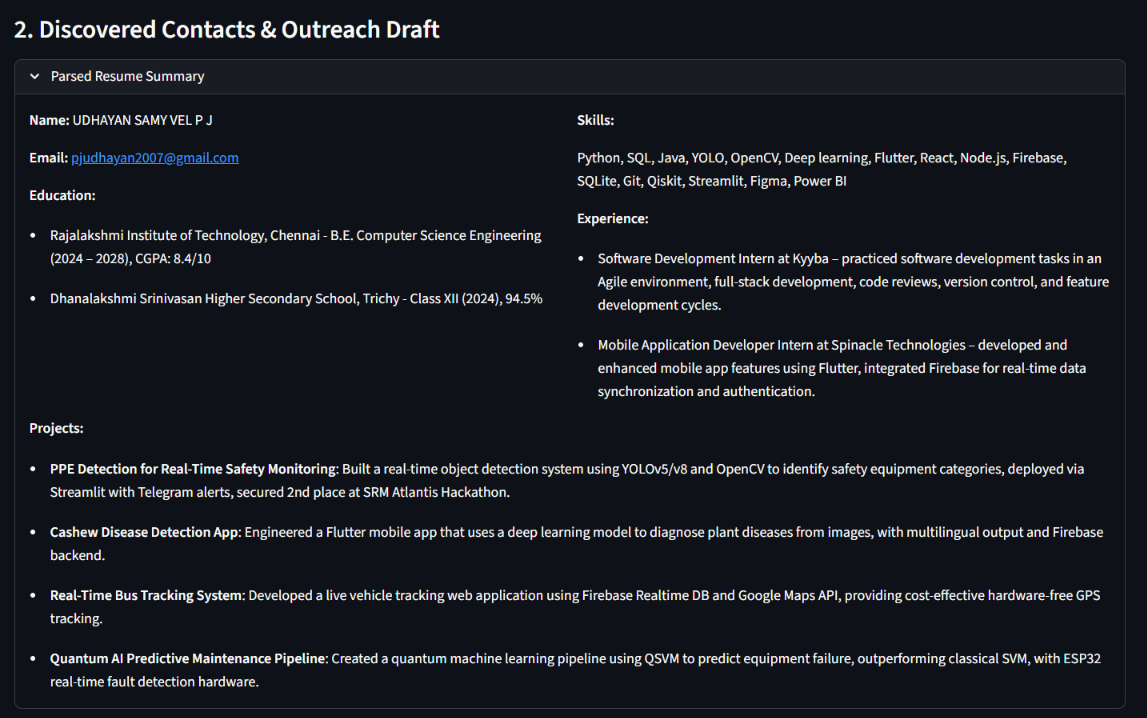 2. Discovered Contacts & Outreach Draft
Parsed Resume Summary
Name: UDHAYAN SAMY VEL P J
Email: pjudhayan2007@gmail.com
Education:
• Rajalakshmi Institute of Technology, Chennai - B.E. Computer Science Engineering
(2024 – 2028), CGPA: 8.4/10
• Dhanalakshmi Srinivasan Higher Secondary School, Trichy - Class XII (2024), 94.5%
Skills:
Python, SQL, Java, YOLO, OpenCV, Deep learning, Flutter, React, Node.js, Firebase,
SQLite, Git, Qiskit, Streamlit, Figma, Power BI
Experience:
• Software Development Intern at Kyyba – practiced software development tasks in an
Agile environment, full-stack development, code reviews, version control, and feature
development cycles.
• Mobile Application Developer Intern at Spinacle Technologies – developed and
enhanced mobile app features using Flutter, integrated Firebase for real-time data
synchronization and authentication.
Projects:
• PPE Detection for Real-Time Safety Monitoring: Built a real-time object detection system using YOLOv5/v8 and OpenCV to identify safety equipment categories, deployed via
Streamlit with Telegram alerts, secured 2nd place at SRM Atlantis Hackathon.
• Cashew Disease Detection App: Engineered a Flutter mobile app that uses a deep learning model to diagnose plant diseases from images, with multilingual output and Firebase
backend.
• Real-Time Bus Tracking System: Developed a live vehicle tracking web application using Firebase Realtime DB and Google Maps API, providing cost-effective hardware-free GPS
tracking.
• Quantum AI Predictive Maintenance Pipeline: Created a quantum machine learning pipeline using QSVM to predict equipment failure, outperforming classical SVM, with ESP32
real-time fault detection hardware.